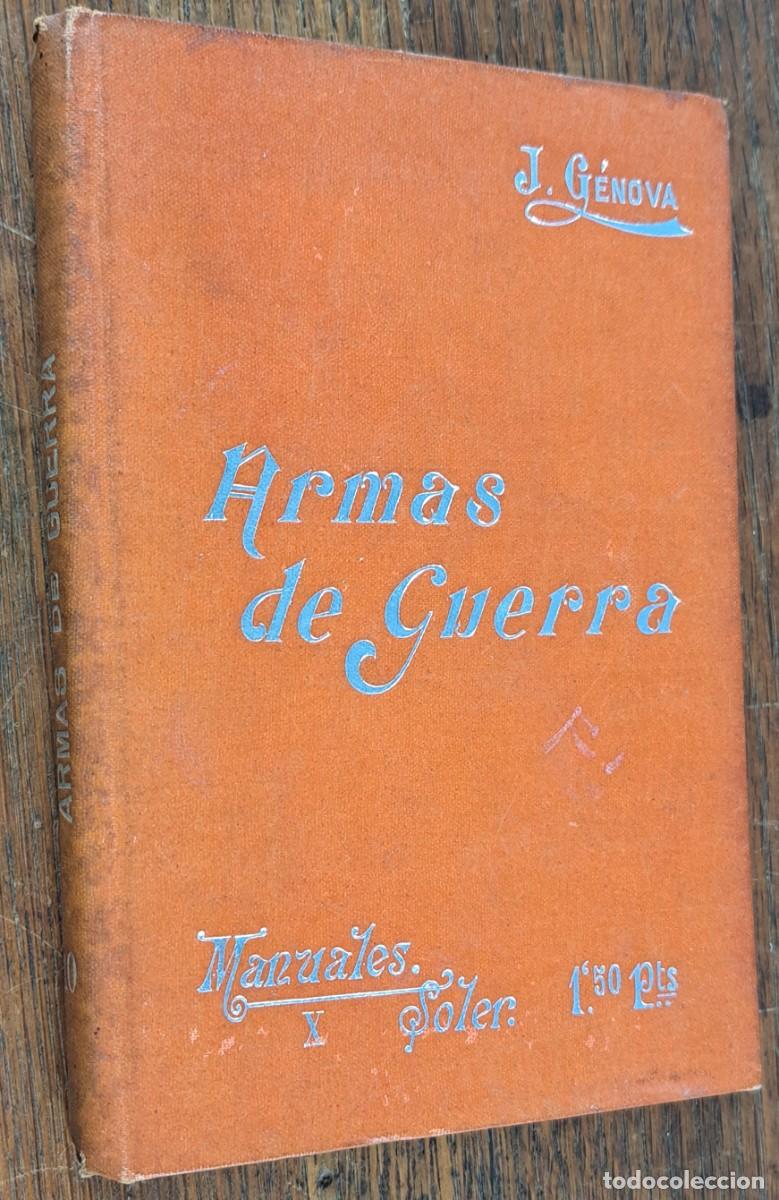 J. GÉNOVA
Armas
de Guerra
Manuales.
X Soler.
1'50 Pts
ARMAS DE GUERRA
todocoleccion